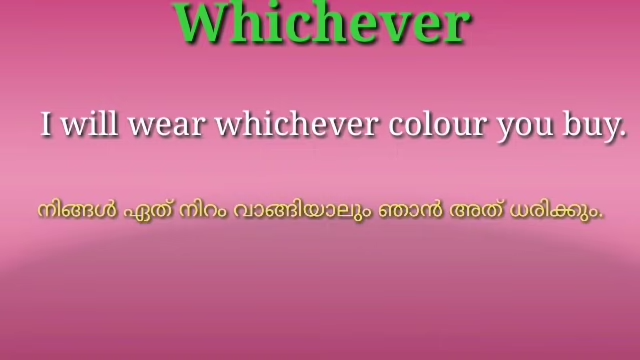 Whichever
I will wear whichever colour you buy.
നിങ്ങൾ ഏത് നിറം വാങ്ങിയാലും ഞാൻ അത് ധരിക്കും.